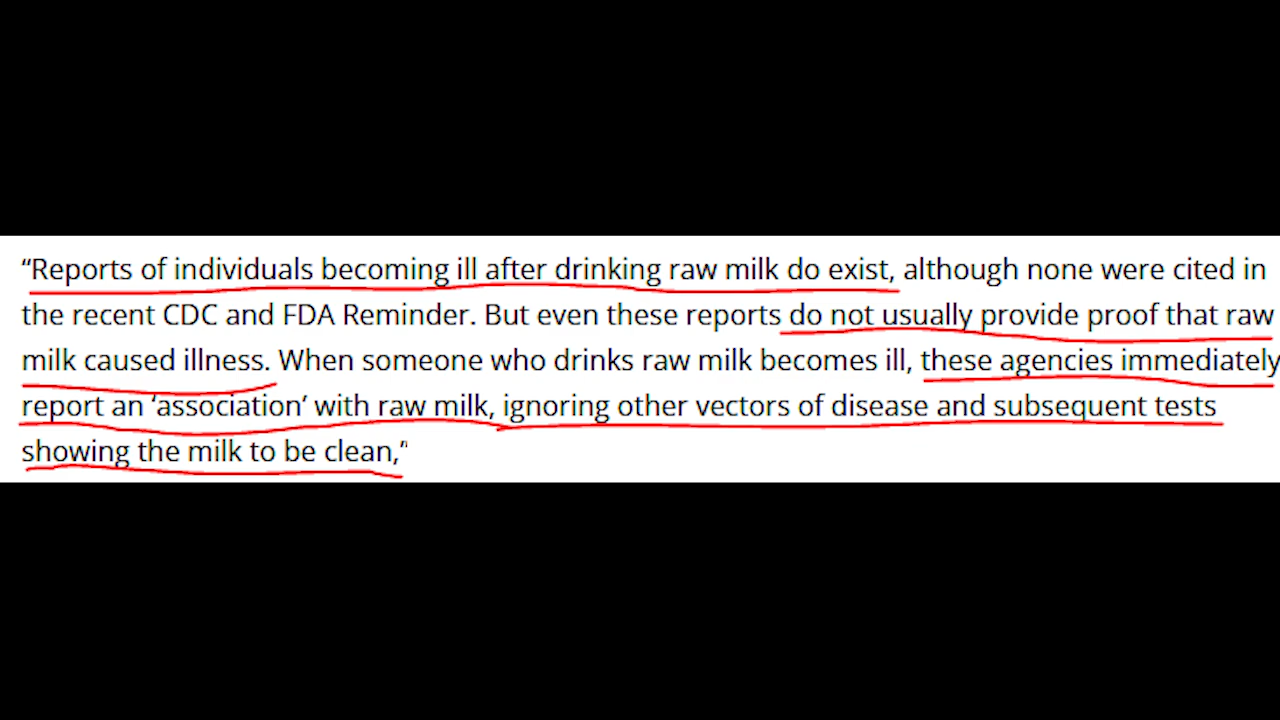 “Reports of individuals becoming ill after drinking raw milk do exist, although none were cited in
the recent CDC and FDA Reminder. But even these reports do not usually provide proof that raw
milk caused illness. When someone who drinks raw milk becomes ill, these agencies immediately
report an ‘association’ with raw milk, ignoring other vectors of disease and subsequent tests
showing the milk to be clean,”